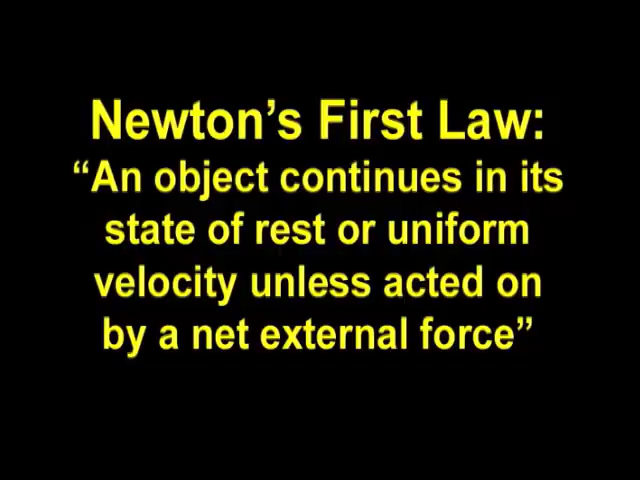 Newton’s First Law:
“An object continues in its
state of rest or uniform
velocity unless acted on
by a net external force”